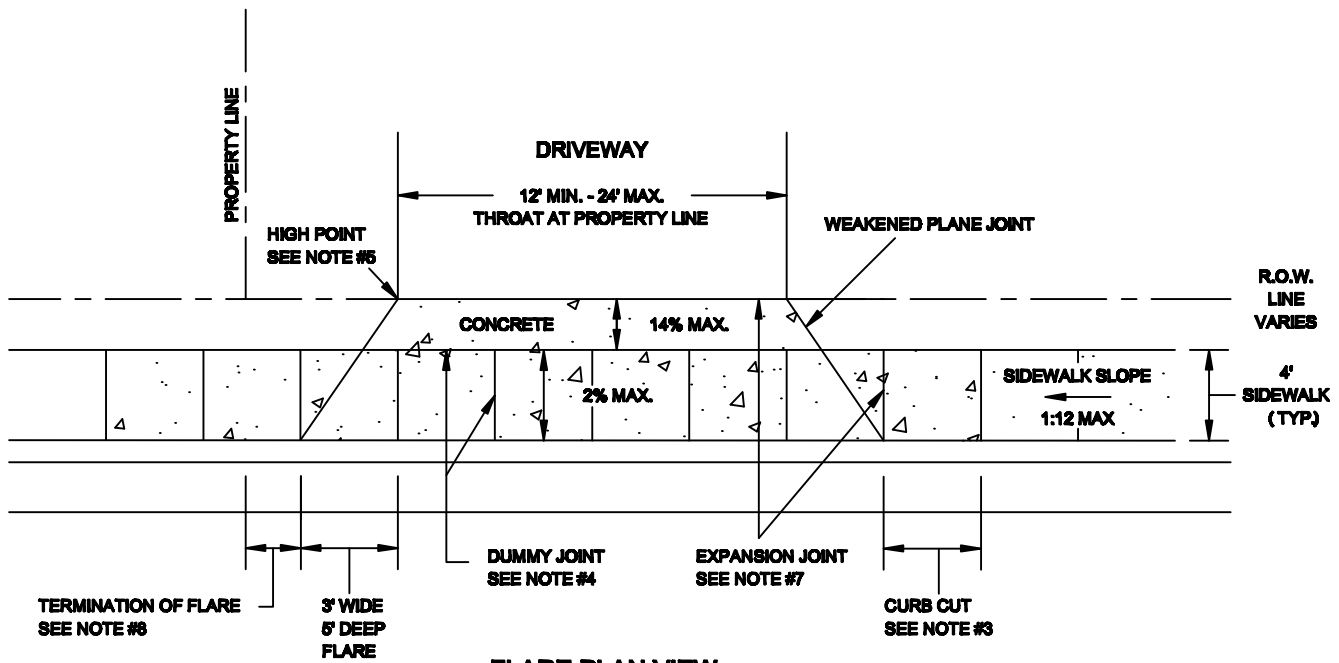 PROPERTY LINE
DRIVEWAY
12' MIN. - 24' MAX.
THROAT AT PROPERTY LINE
HIGH POINT
SEE NOTE #5
WEAKENED PLANE JOINT
R.O.W.
LINE
VARIES
CONCRETE
14% MAX.
2% MAX.
SIDEWALK SLOPE
1:12 MAX
4'
SIDEWALK
(TYP.)
DUMMY JOINT
SEE NOTE #4
EXPANSION JOINT
SEE NOTE #7
TERMINATION OF FLARE
SEE NOTE #6
3' WIDE
5' DEEP
FLARE
CURB CUT
SEE NOTE #3
FLARE PLAN VIEW